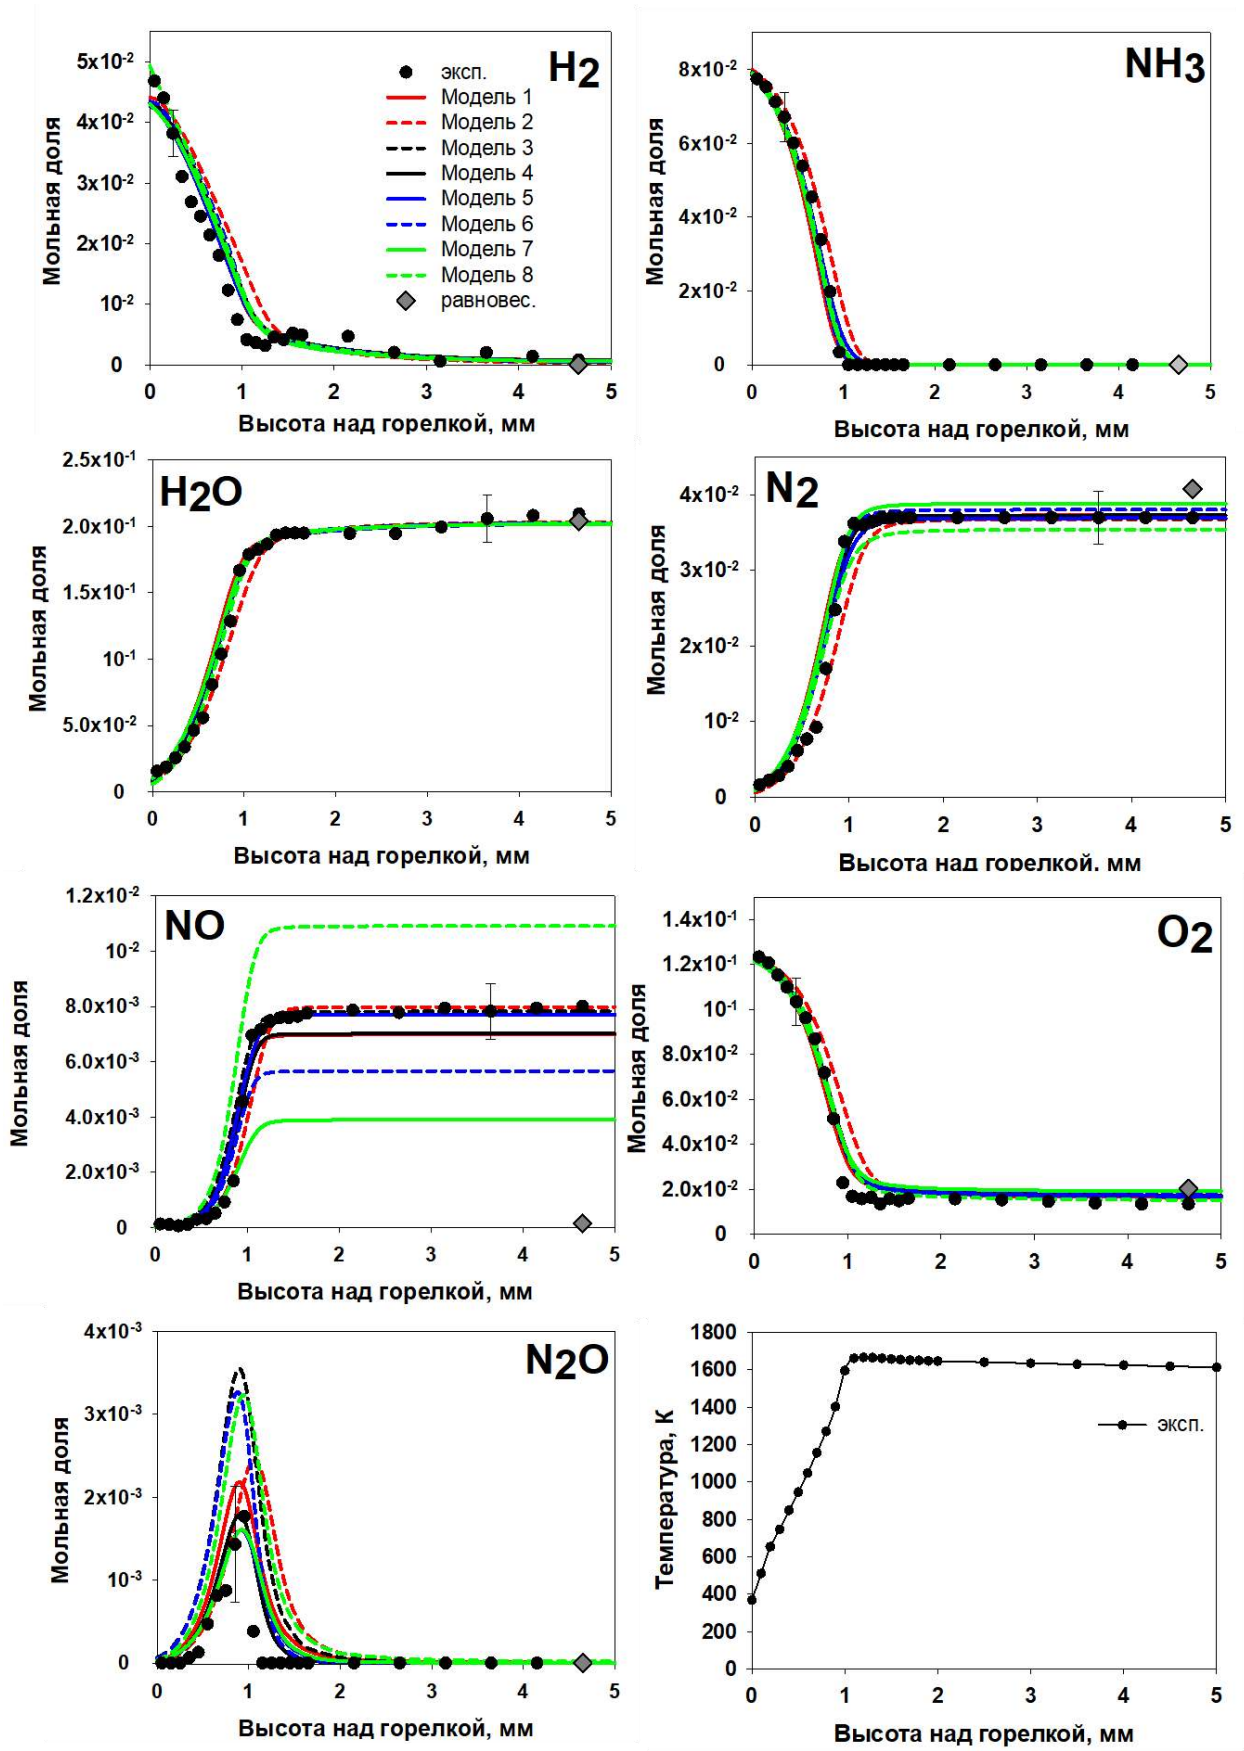 H2
5x10-2
4x10-2
3x10-2
2x10-2
10-2
0
Мольная доля
эксп.
Модель 1
Модель 2
Модель 3
Модель 4
Модель 5
Модель 6
Модель 7
Модель 8
равновес.
0 1 2 3 4 5
Высота над горелкой, мм
NH3
8x10-2
6x10-2
4x10-2
2x10-2
0
Мольная доля
0 1 2 3 4 5
Высота над горелкой, мм
H2O
2.5x10-1
2.0x10-1
1.5x10-1
10-1
5.0x10-2
0
Мольная доля
0 1 2 3 4 5
Высота над горелкой, мм
N2
4x10-2
3x10-2
2x10-2
10-2
0
Мольная доля
0 1 2 3 4 5
Высота над горелкой, мм
NO
1.2x10-2
10-2
8.0x10-3
6.0x10-3
4.0x10-3
2.0x10-3
0
Мольная доля
0 1 2 3 4 5
Высота над горелкой, мм
O2
1.4x10-1
1.2x10-1
10-1
8.0x10-2
6.0x10-2
4.0x10-2
2.0x10-2
0
Мольная доля
0 1 2 3 4 5
N2O
4x10-3
3x10-3
2x10-3
10-3
0
Мольная доля
0 1 2 3 4 5
Высота над горелкой, мм
1800
1600
1400
1200
1000
800
600
400
200
0
Температура, К
эксп.
0 1 2 3 4 5
Высота над горелкой, мм